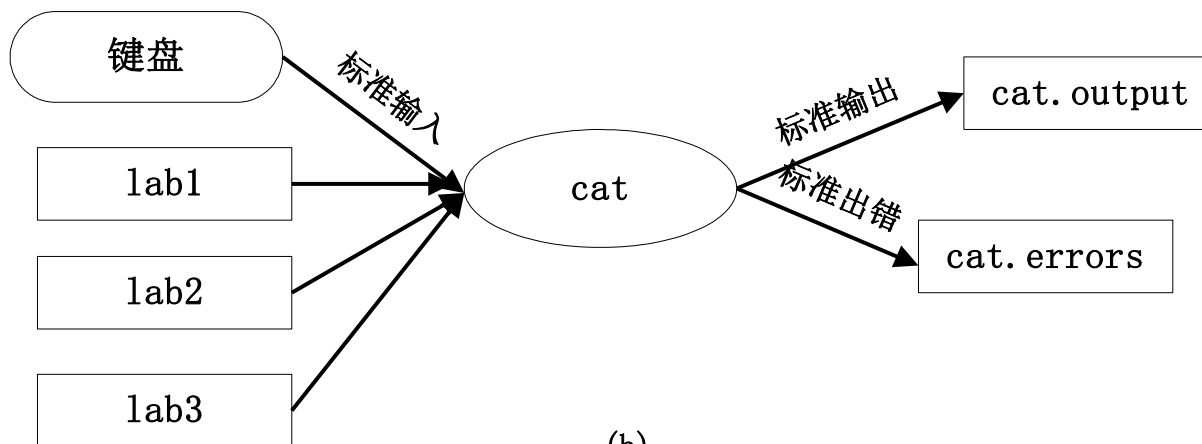 键盘
标准输入
lab1
lab2
lab3
cat
标准输出
cat.output
标准出错
cat.errors
(b)